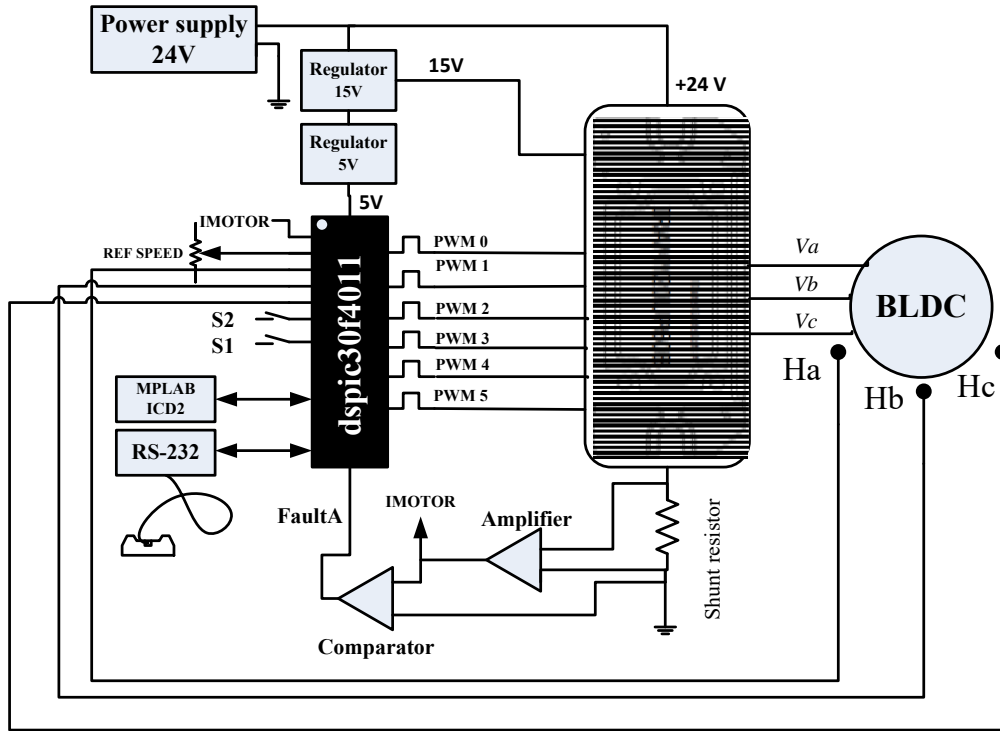 Power supply
24V
Regulator
15V
15V
+24 V
Regulator
5V
5V
IMOTOR
REF SPEED
dspic30f4011
PWM 0
PWM 1
PWM 2
PWM 3
PWM 4
PWM 5
S2
S1
MPLAB
ICD2
RS-232
Va
Vb
Vc
BLDC
Ha
Hb
Hc
FaultA
IMOTOR
Amplifier
Comparator
Shunt resistor